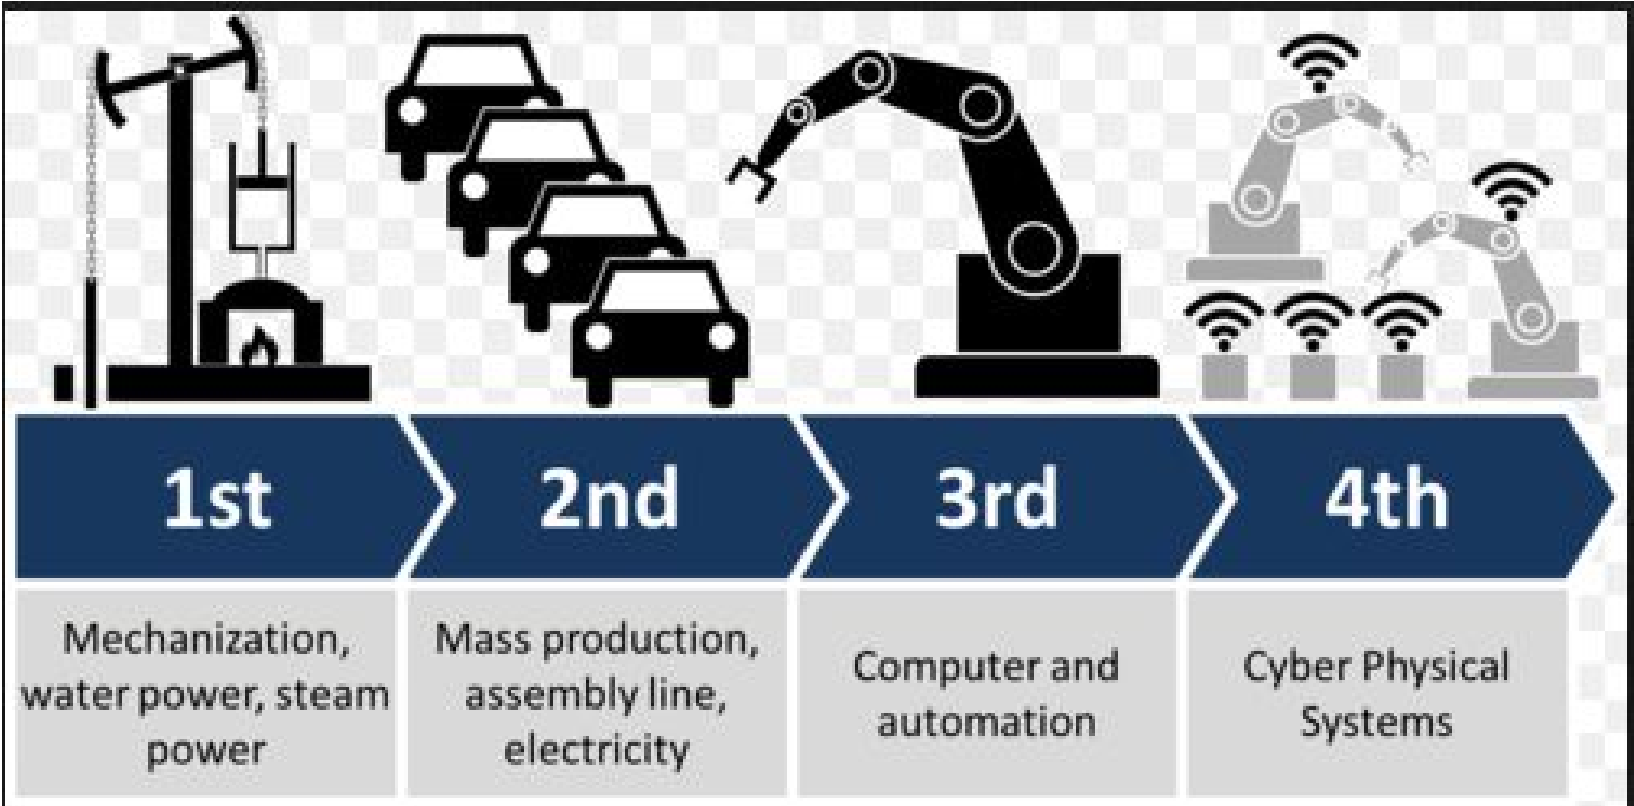 1st
2nd
3rd
4th
Mechanization,
water power, steam
power
Mass production,
assembly line,
electricity
Computer and
automation
Cyber Physical
Systems